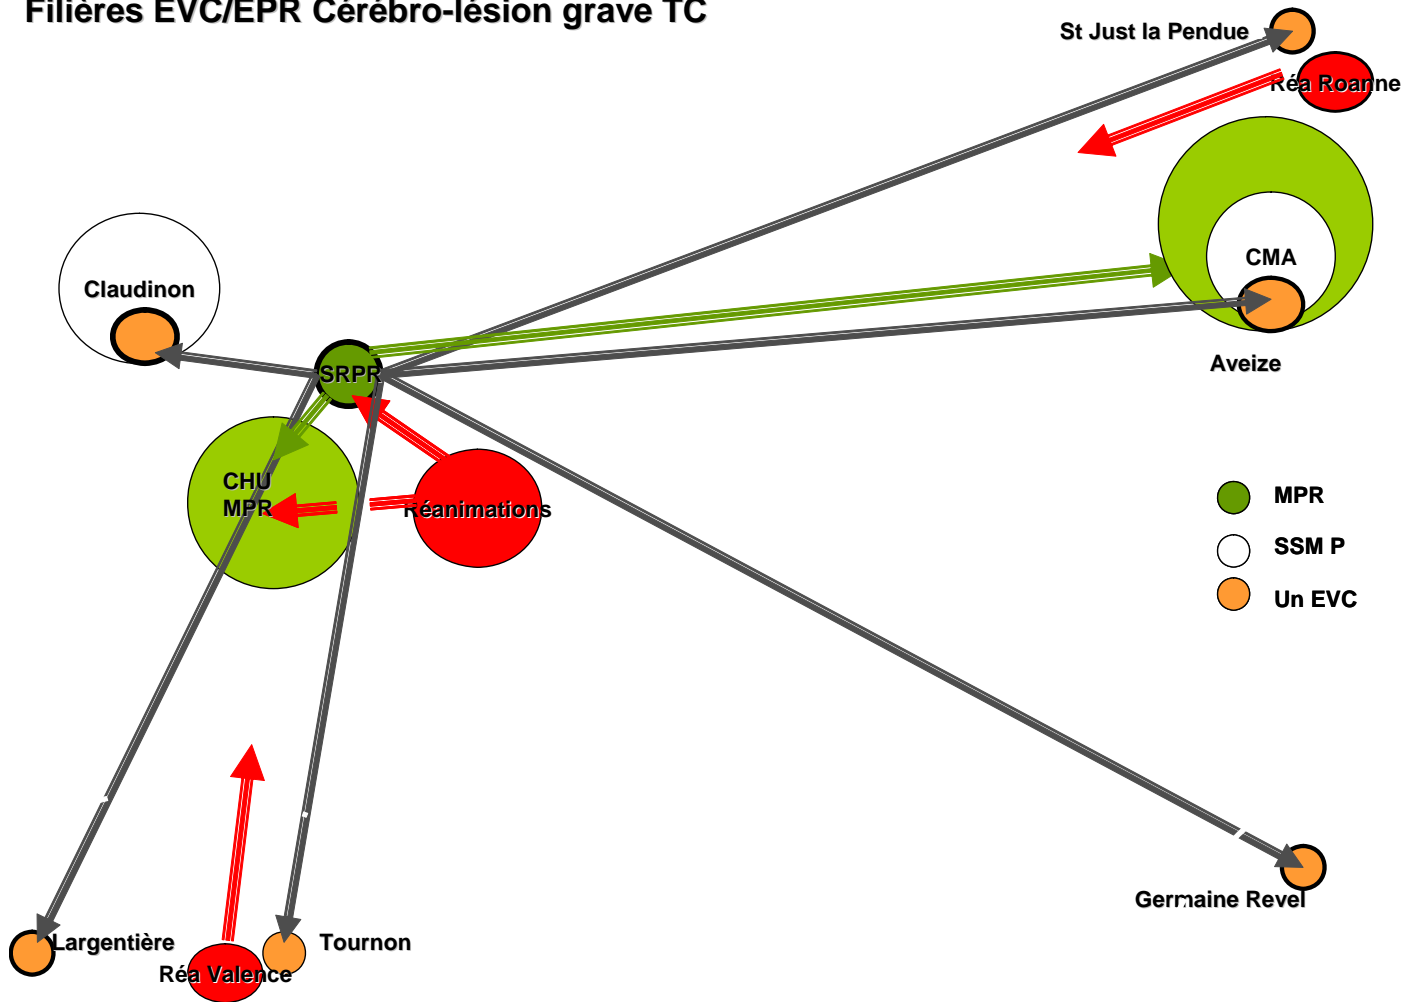 Filières EVC/EPR Cérébro-lésion grave TC
St Just la Pendue
Réa Roanne
CMA
Claudinon
Aveize
SRPR
CHU
MPR
Réanimations
MPR
SSM P
Un EVC
Germaine Revel
Largentière
Tournon
Réa Valence